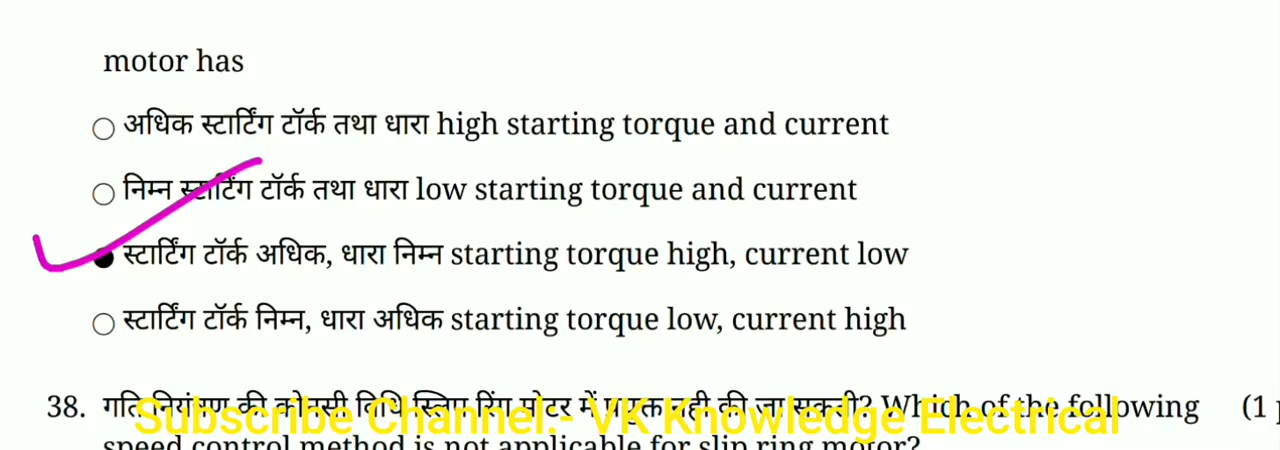 motor has
अधिक स्टार्टिंग टॉर्क तथा धारा high starting torque and current
निम्न स्टार्टिंग टॉर्क तथा धारा low starting torque and current
स्टार्टिंग टॉर्क अधिक, धारा निम्न starting torque high, current low
स्टार्टिंग टॉर्क निम्न, धारा अधिक starting torque low, current high
38. गति नियंत्रण की कौनसी विधि स्लिप रिंग मोटर में प्रयुक्त नही की जा सकती? Which of the following (1
Subscribe Channel:- VK Knowledge Electrical
speed control method is not applicable for slip ring motor?